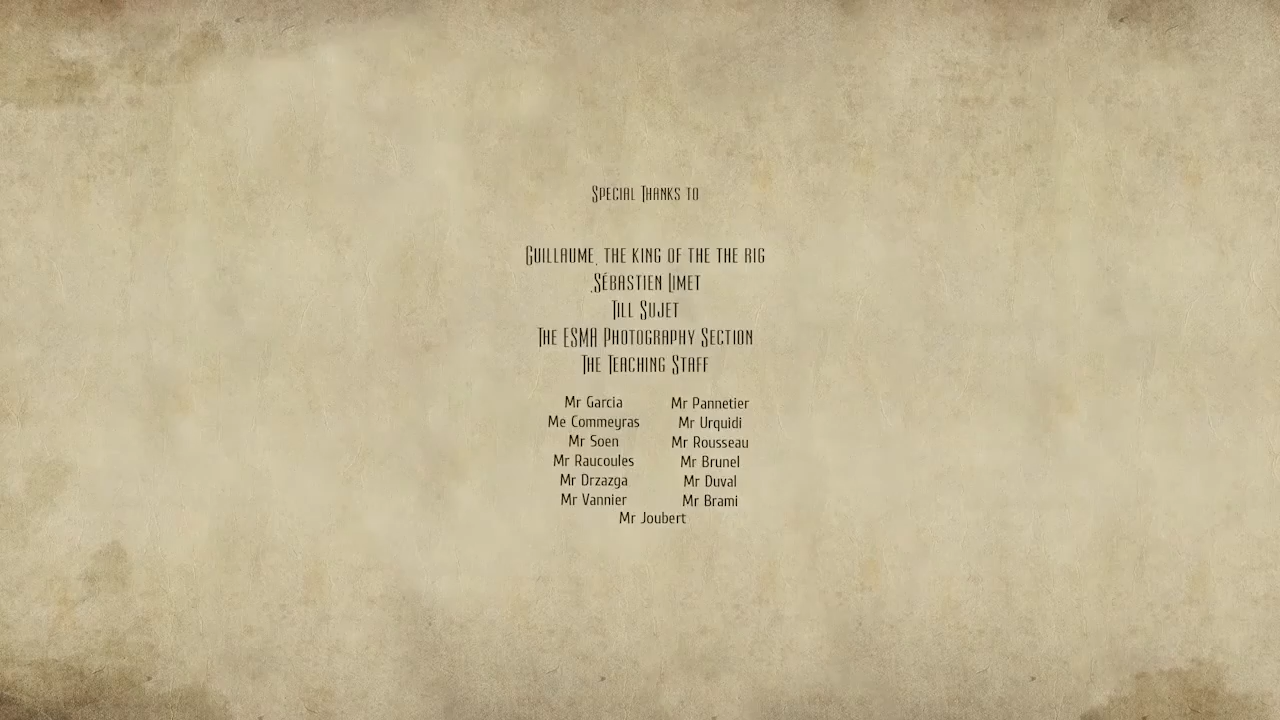 Special Thanks to
Guillaume, the king of the the rig
Sébastien Limet
Till Sujet
The ESMA Photography Section
The Teaching Staff
Mr Garcia Mr Pannetier
Me Commeyras Mr Urquidi
Mr Soen Mr Rousseau
Mr Raucoules Mr Brunel
Mr Drzazga Mr Duval
Mr Vannier Mr Brami
Mr Joubert